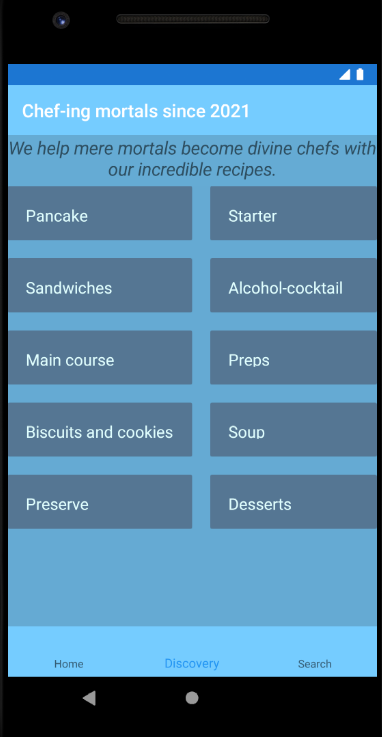 Chef-ing mortals since 2021
We help mere mortals become divine chefs with
our incredible recipes.
Pancake
Starter
Sandwiches
Alcohol-cocktail
Main course
Preps
Biscuits and cookies
Soup
Preserve
Desserts
Home
Discovery
Search